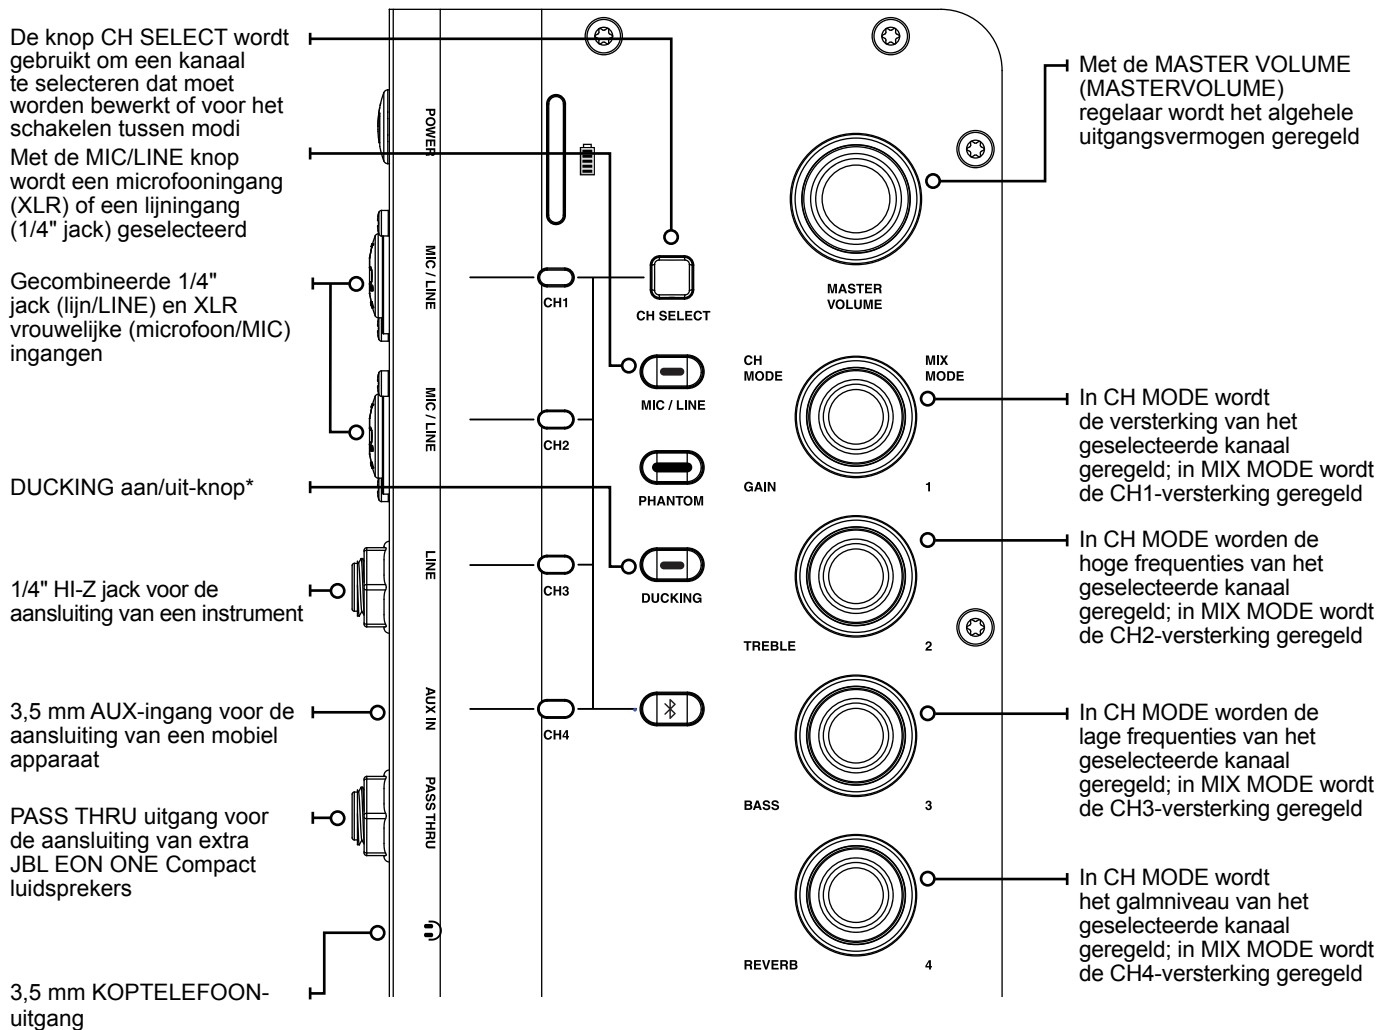 De knop CH SELECT wordt
gebruikt om een kanaal
te selecteren dat moet
worden bewerkt of voor het
schakelen tussen modi
Met de MIC/LINE knop
wordt een microfooningang
(XLR) of een lijningang
(1/4" jack) geselecteerd
Gecombineerde 1/4"
jack (lijn/LINE) en XLR
vrouwelijke (microfoon/MIC)
ingangen
DUCKING aan/uit-knop*
1/4" HI-Z jack voor de
aansluiting van een instrument
3,5 mm AUX-ingang voor de
aansluiting van een mobiel
apparaat
PASS THRU uitgang voor
de aansluiting van extra
JBL EON ONE Compact
luidsprekers
3,5 mm KOPTELEFOON-
uitgang
POWER
MIC / LINE
MIC / LINE
LINE
AUX IN
PASS THRU
CH1
CH2
CH3
CH4
CH SELECT
MIC / LINE
PHANTOM
DUCKING
MASTER
VOLUME
CH
MODE
MIX
MODE
GAIN
1
TREBLE
2
BASS
3
REVERB
4
Met de MASTER VOLUME
(MASTERVOLUME)
regelaar wordt het algehele
uitgangsvermogen geregeld
In CH MODE wordt
de versterking van het
geselecteerde kanaal
geregeld; in MIX MODE wordt
de CH1-versterking geregeld
In CH MODE worden de
hoge frequenties van het
geselecteerde kanaal
geregeld; in MIX MODE wordt
de CH2-versterking geregeld
In CH MODE worden de
lage frequenties van het
geselecteerde kanaal
geregeld; in MIX MODE wordt
de CH3-versterking geregeld
In CH MODE wordt
het galmniveau van het
geselecteerde kanaal
geregeld; in MIX MODE wordt
de CH4-versterking geregeld